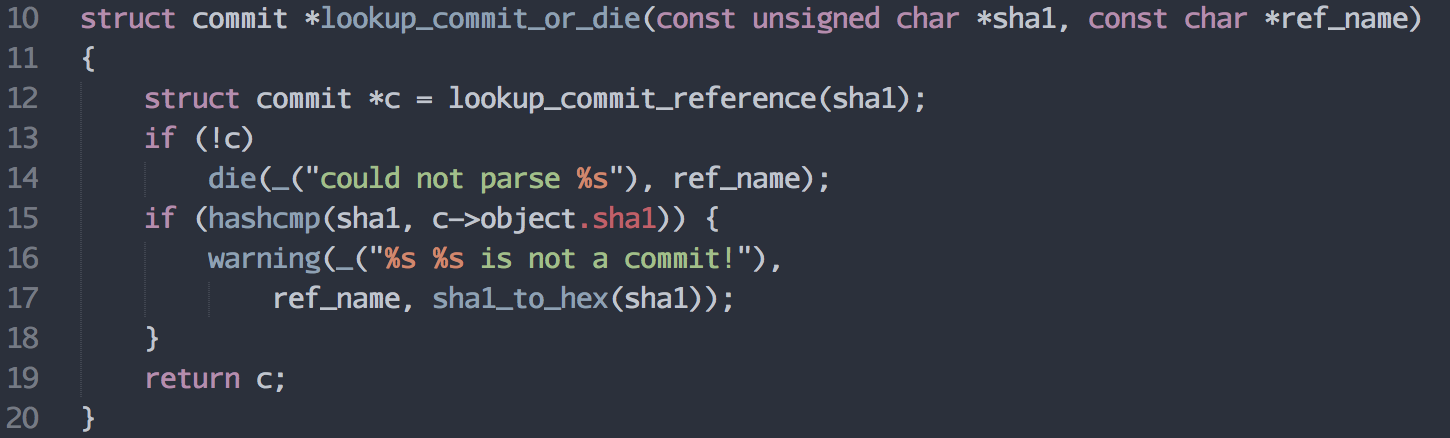 10 struct commit *lookup_commit_or_die(const unsigned char *sha1, const char *ref_name)
11 {
12     struct commit *c = lookup_commit_reference(sha1);
13     if (!c)
14         die(_("could not parse %s"), ref_name);
15     if (hashcmp(sha1, c->object.sha1)) {
16         warning(_("%s %s is not a commit!"),
17             ref_name, sha1_to_hex(sha1));
18     }
19     return c;
20 }